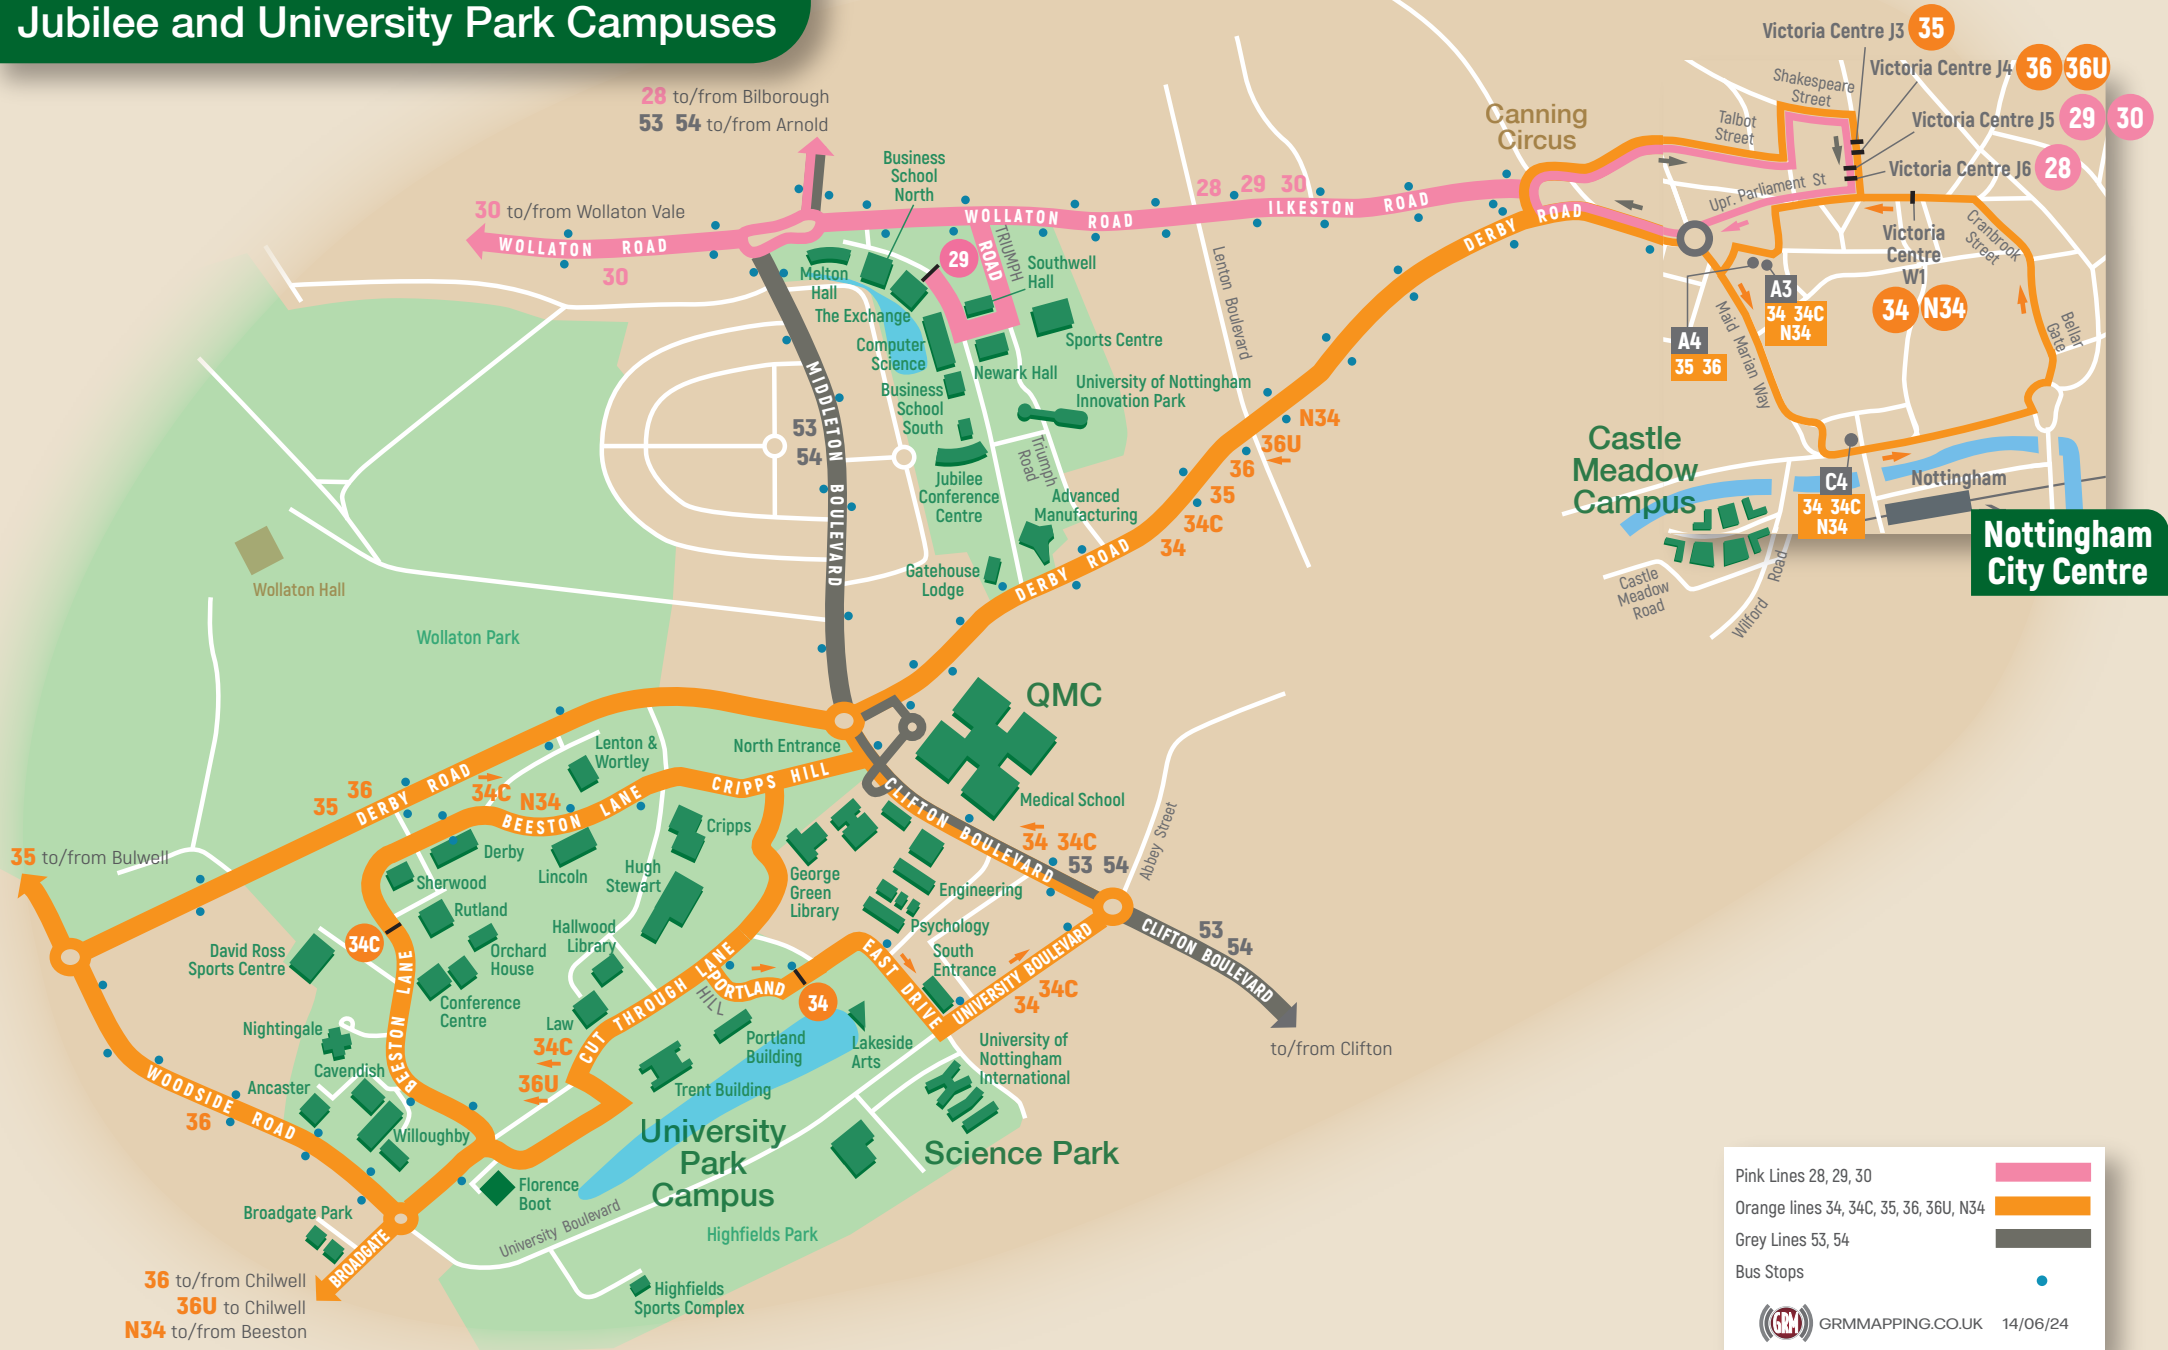 Jubilee and University Park Campuses
28 to/from Bilborough
53 54 to/from Arnold
30 to/from Wollaton Vale
WOLLATON ROAD
30
Business
School
North
WOLLATON ROAD
28 29 30
ILKESTON ROAD
Canning
Circus
DERBY ROAD
Victoria Centre J3 35
Victoria Centre J4 36 36U
Victoria Centre J5 29 30
Victoria Centre J6 28
Shakespeare
Street
Talbot
Street
Upr. Parliament St
Cranbrook
Street
Victoria
Centre
W1
34 N34
A3
34 34C
N34
A4
35 36
Maid Marian Way
Bellar
Gate
Castle
Meadow
Campus
C4
34 34C
N34
Nottingham
Nottingham
City Centre
Castle
Meadow
Road
Wilford Road
Melton
Hall
29
TRIUMPH
ROAD
Southwell
Hall
The Exchange
Computer
Science
Sports Centre
Newark Hall
Business
School
South
University of Nottingham
Innovation Park
Lenton Boulevard
Triumph
Road
Jubilee
Conference
Centre
Advanced
Manufacturing
Gatehouse
Lodge
MIDDLETON BOULEVARD
53
54
N34
36U
36
35
34C
34
DERBY ROAD
Wollaton Hall
Wollaton Park
QMC
North Entrance
Medical School
Lenton &
Wortley
CRIPPS HILL
35 36
DERBY ROAD
34C
N34
BEESTON LANE
CLIFTON BOULEVARD
34 34C
53 54
Abbey Street
35 to/from Bulwell
Cripps
Derby
Lincoln
Hugh
Stewart
Sherwood
George
Green
Library
Engineering
Psychology
Rutland
Hallwood
Library
34C
Orchard
House
David Ross
Sports Centre
South
Entrance
CLIFTON BOULEVARD
53
54
EAST DRIVE
UNIVERSITY BOULEVARD
34 34C
Conference
Centre
BEESTON LANE
BEESTON
CUT THROUGH LANE
PORTLAND
HILL
34
Law
34C
36U
Portland
Building
Lakeside
Arts
Nightingale
Cavendish
Ancaster
Trent Building
University of
Nottingham
International
to/from Clifton
WOODSIDE ROAD
36
Willoughby
University
Park
Campus
Science Park
Florence
Boot
Broadgate Park
University Boulevard
Highfields Park
BROADGATE
36 to/from Chilwell
36U to Chilwell
N34 to/from Beeston
Highfields
Sports Complex
Pink Lines 28, 29, 30
Orange lines 34, 34C, 35, 36, 36U, N34
Grey Lines 53, 54
Bus Stops
GRM
GRMMAPPING.CO.UK 14/06/24